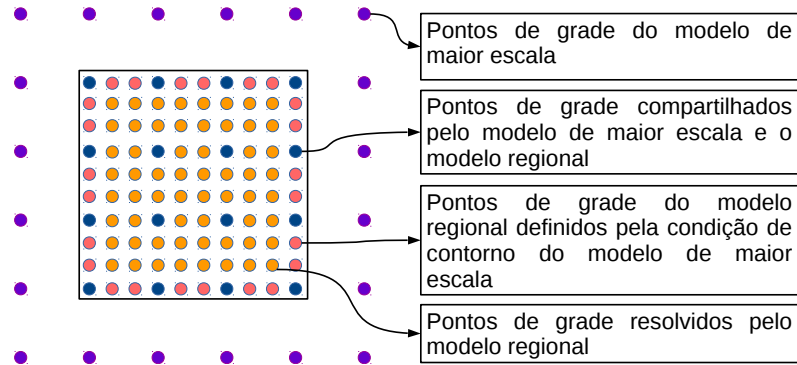 Pontos de grade do modelo de
maior escala
Pontos de grade compartilhados
pelo modelo de maior escala e o
modelo regional
Pontos de grade do modelo
regional definidos pela condição de
contorno do modelo de maior
escala
Pontos de grade resolvidos pelo
modelo regional